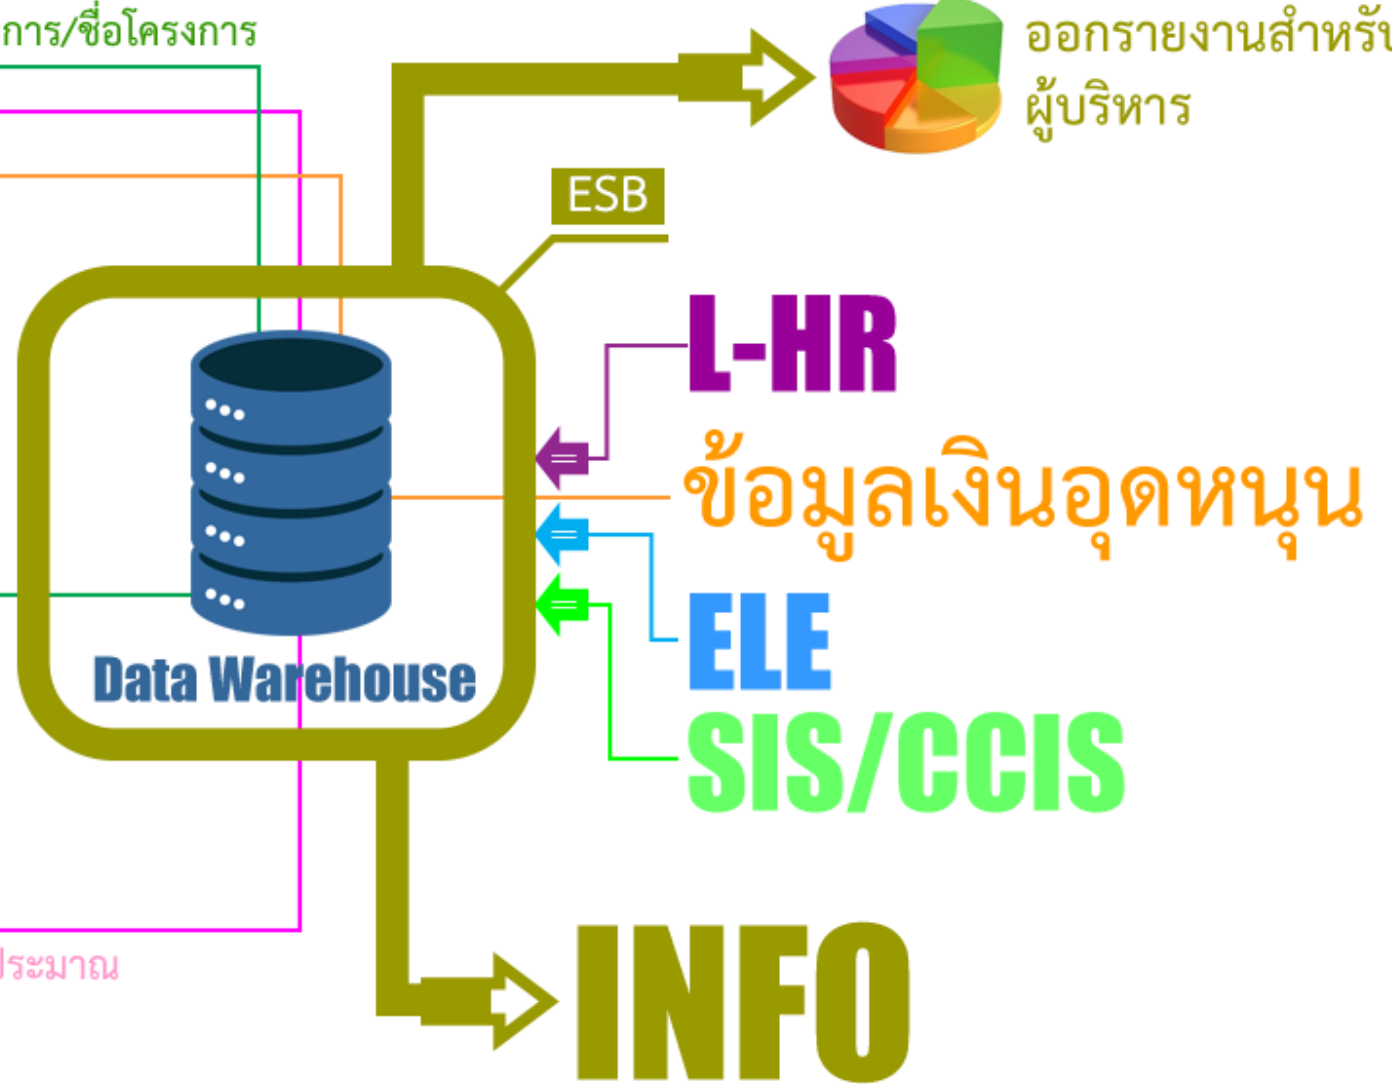 การ/ชื่อโครงการ
ออกรายงานสำหรับ
ผู้บริหาร
ESB
L-HR
ข้อมูลเงินอุดหนุน
ELE
Data Warehouse
SIS/CCIS
ประมาณ
INFO